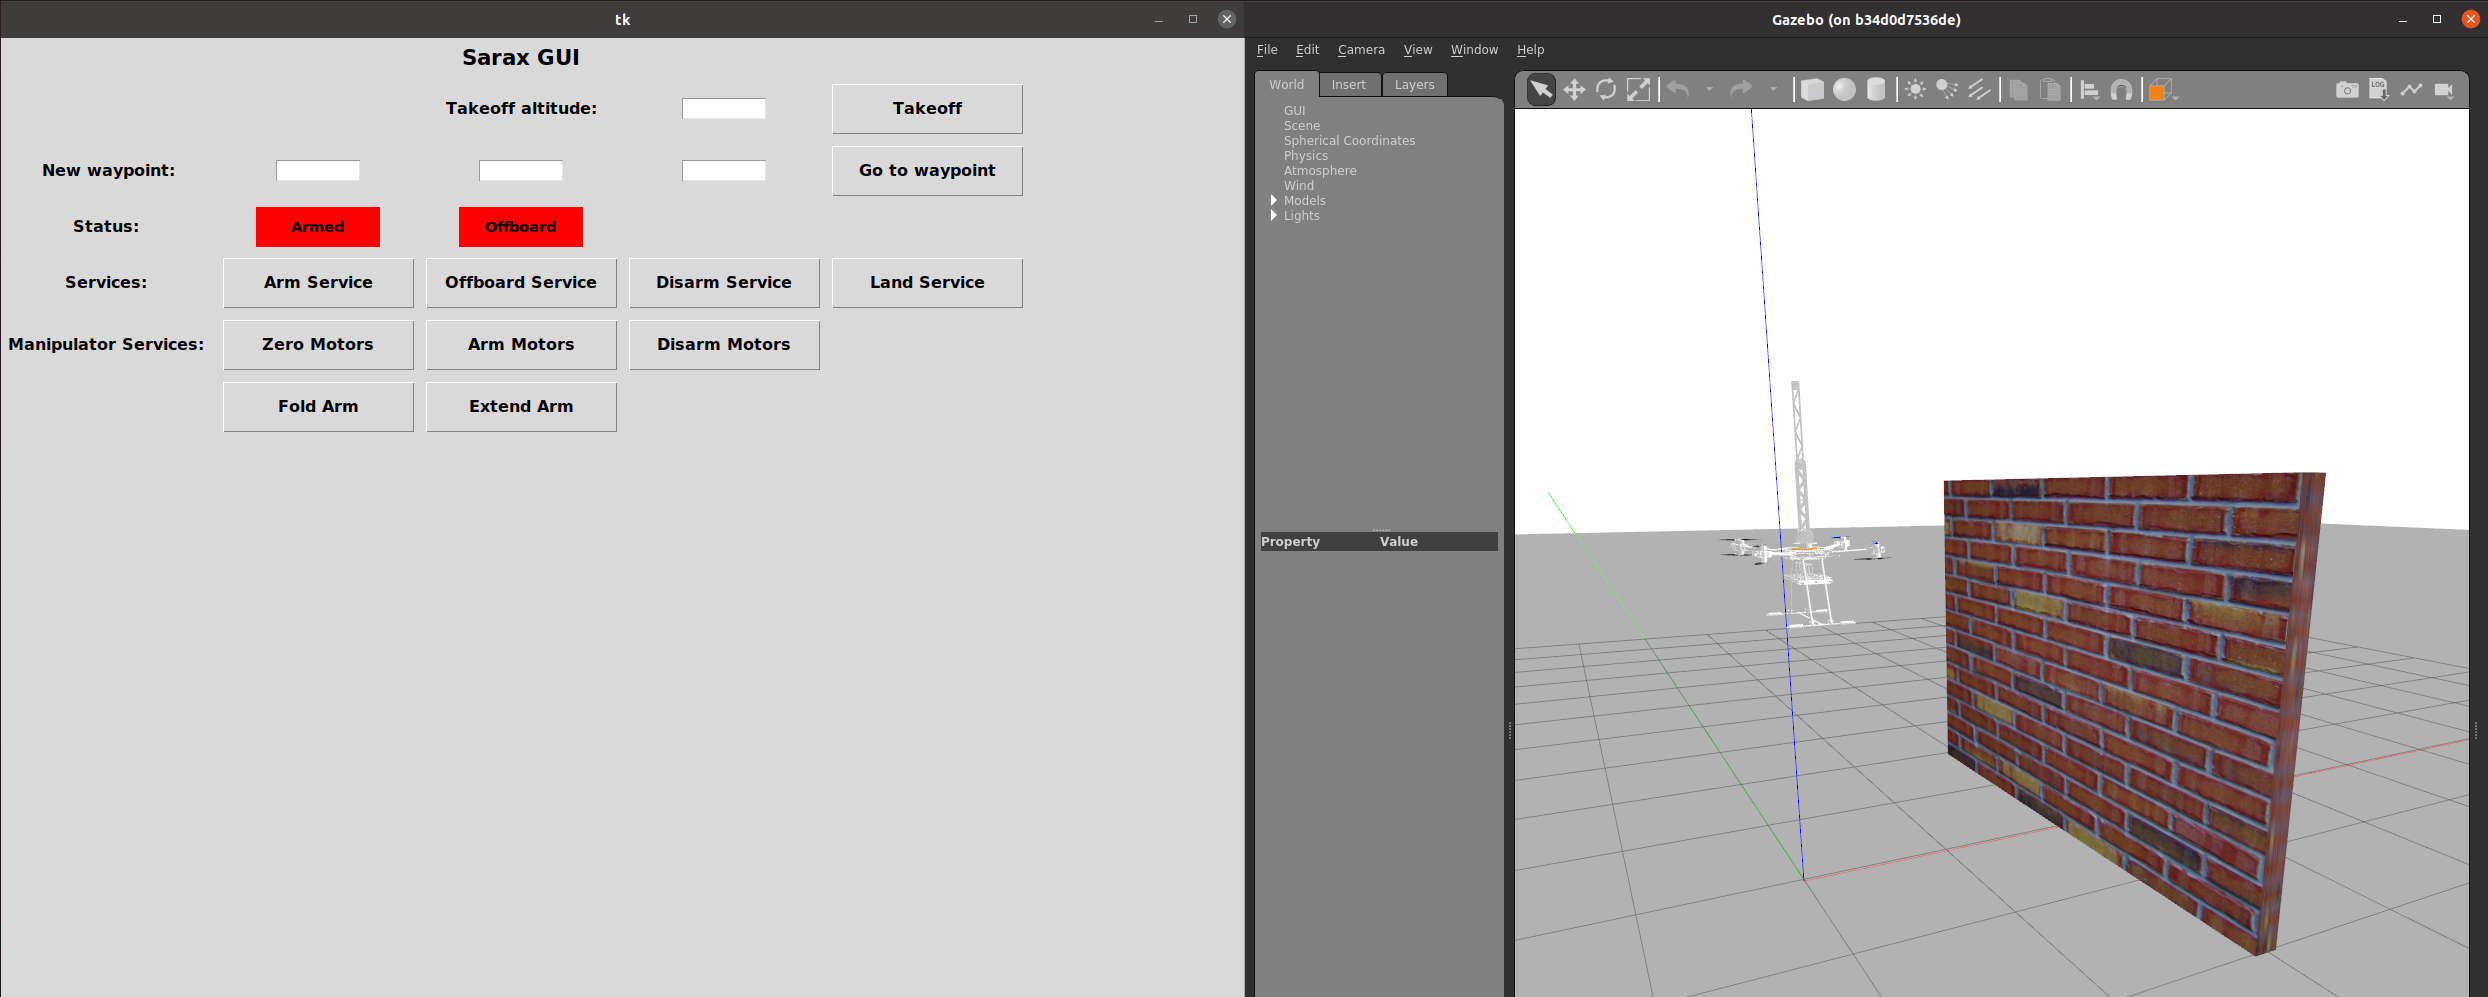 tk
Sarax GUI
Takeoff altitude:
Takeoff
New waypoint:
Go to waypoint
Status:
Armed
Offboard
Services:
Arm Service
Offboard Service
Disarm Service
Land Service
Manipulator Services:
Zero Motors
Arm Motors
Disarm Motors
Fold Arm
Extend Arm
Gazebo (on b34d0d7536de)
File Edit Camera View Window Help
World Insert Layers
GUI
Scene
Spherical Coordinates
Physics
Atmosphere
Wind
Models
Lights
Property Value
LOG